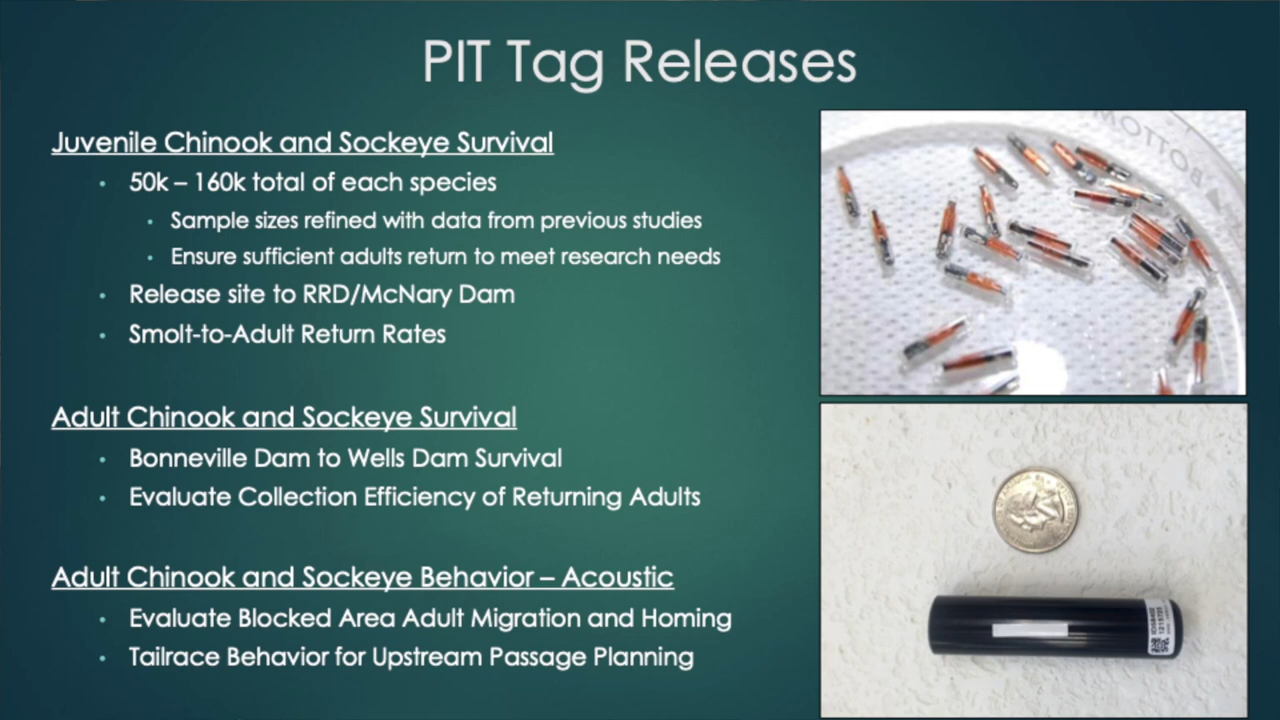 PIT Tag Releases
Juvenile Chinook and Sockeye Survival
50k – 160k total of each species
Sample sizes refined with data from previous studies
Ensure sufficient adults return to meet research needs
Release site to RRD/McNary Dam
Smolt-to-Adult Return Rates
Adult Chinook and Sockeye Survival
Bonneville Dam to Wells Dam Survival
Evaluate Collection Efficiency of Returning Adults
Adult Chinook and Sockeye Behavior – Acoustic
Evaluate Blocked Area Adult Migration and Homing
Tailrace Behavior for Upstream Passage Planning
BOTTOM